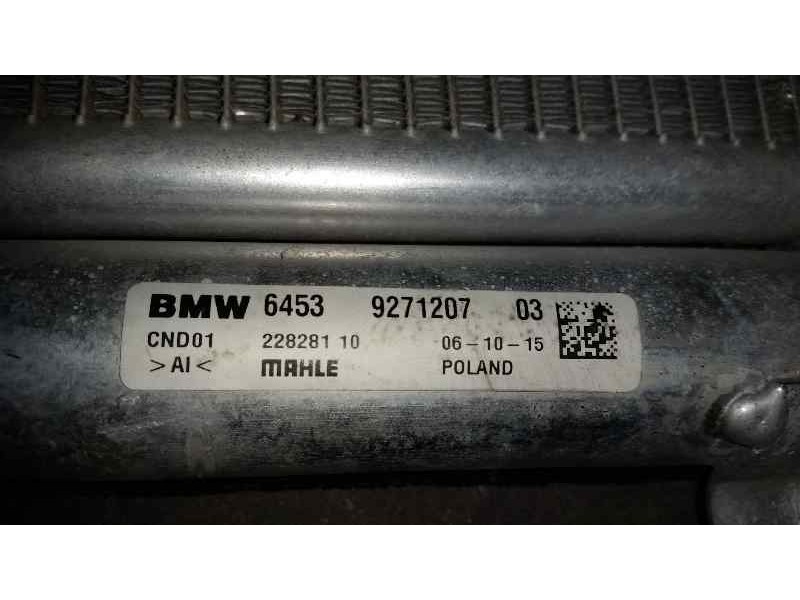 BMW 6453 9271207 03
CND01 228281 10 06-10-15
>AI< MAHLE POLAND